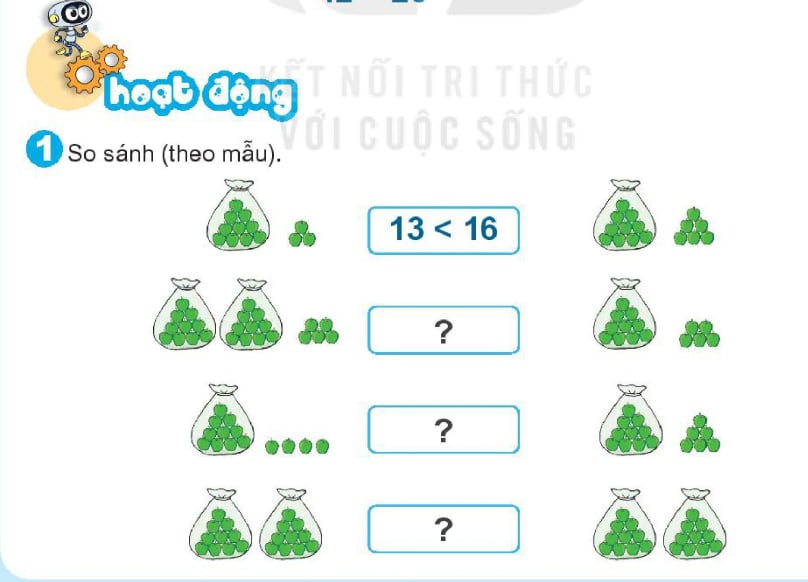 KẾT NỐI TRI THỨC
hoạt động
VỚI CUỘC SỐNG
1 So sánh (theo mẫu).
13 < 16
?
?
?